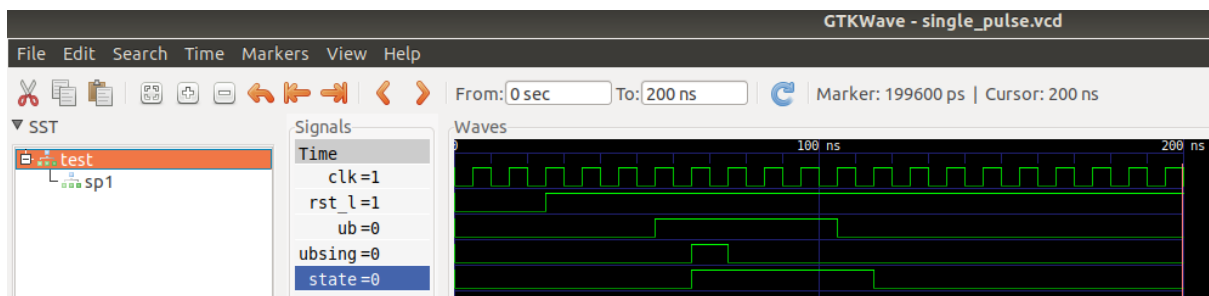 GTKWave - single_pulse.vcd
File Edit Search Time Markers View Help
From: 0 sec To: 200 ns Marker: 199600 ps | Cursor: 200 ns
▼ SST
test
sp1
Signals
Time
clk =1
rst_l =1
ub =0
ubsing =0
state =0
Waves
0 100 ns 200 ns